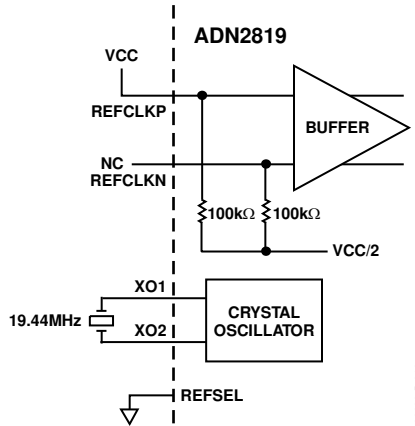 ADN2819
VCC
REFCLKP
BUFFER
NC
REFCLKN
100kΩ 100kΩ
VCC/2
XO1
19.44MHz
XO2
CRYSTAL
OSCILLATOR
REFSEL